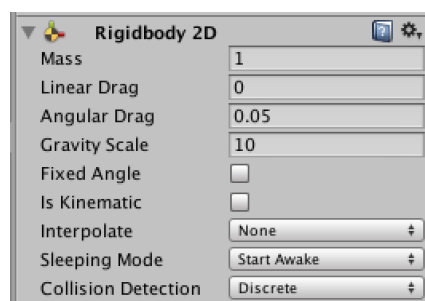 Rigidbody 2D
Mass 1
Linear Drag 0
Angular Drag 0.05
Gravity Scale 10
Fixed Angle
Is Kinematic
Interpolate None
Sleeping Mode Start Awake
Collision Detection Discrete